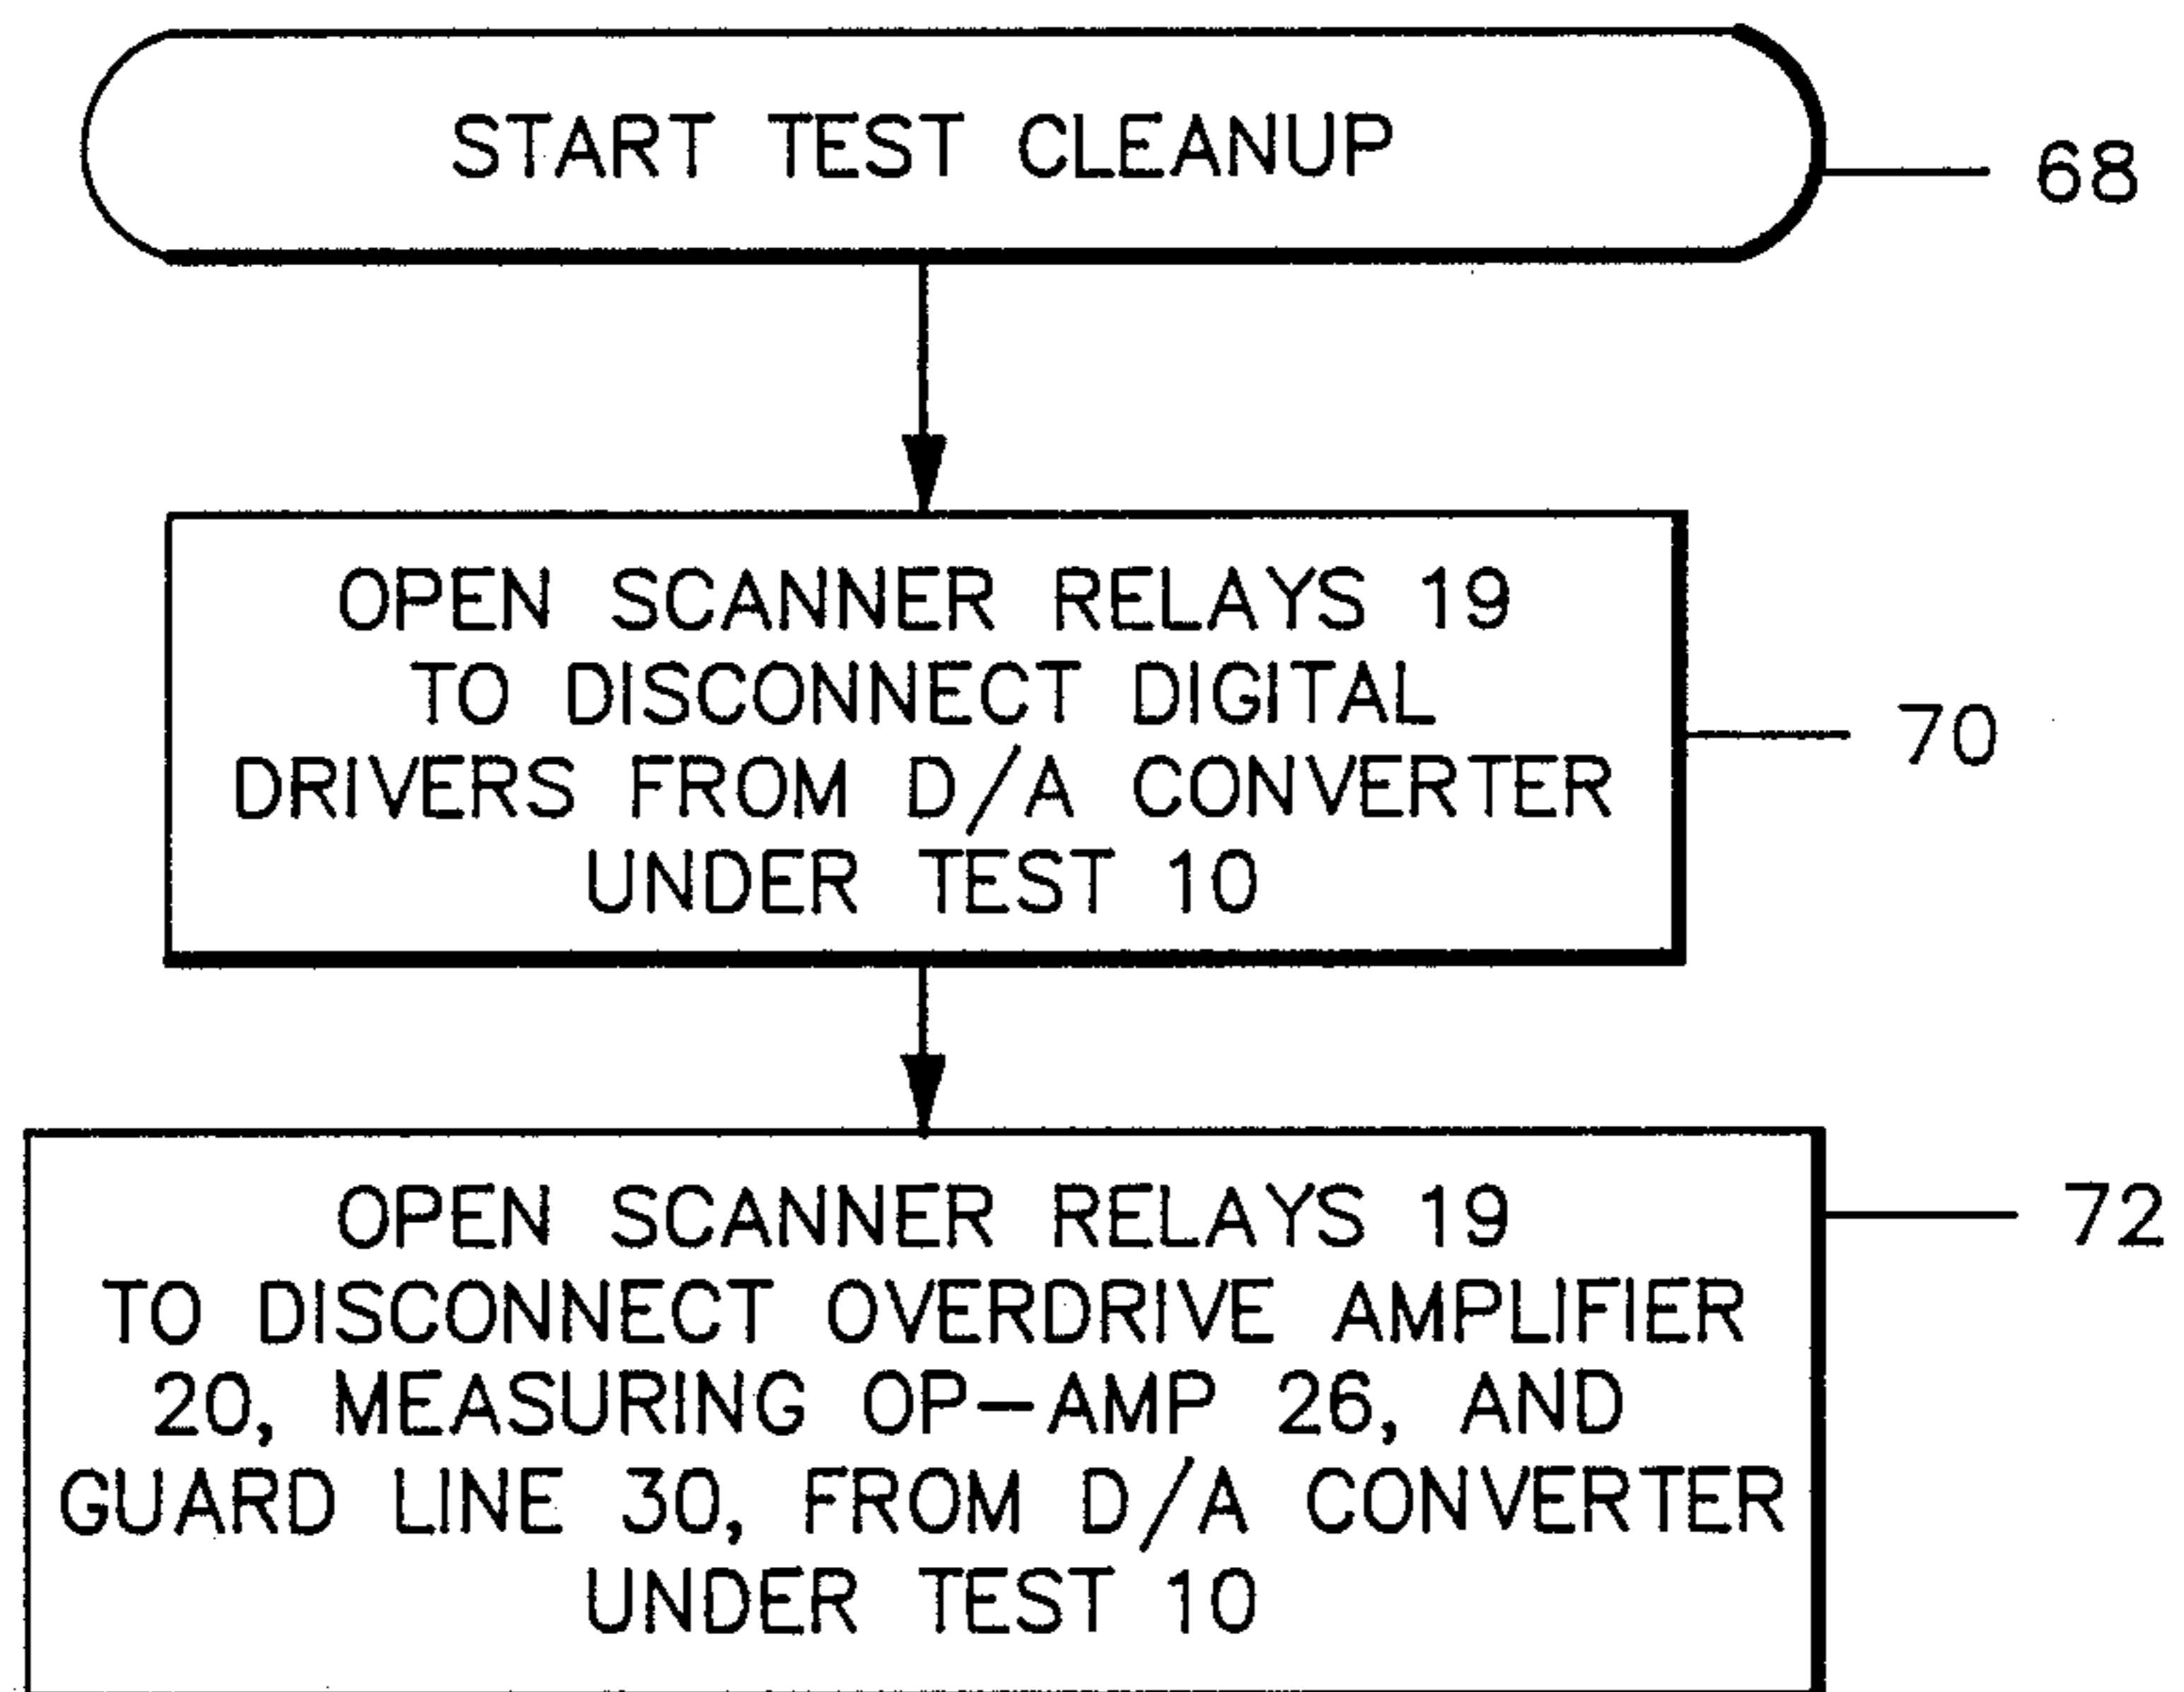 START TEST CLEANUP
68
OPEN SCANNER RELAYS 19
TO DISCONNECT DIGITAL
DRIVERS FROM D/A CONVERTER
UNDER TEST 10
70
OPEN SCANNER RELAYS 19
TO DISCONNECT OVERDRIVE AMPLIFIER
20, MEASURING OP-AMP 26, AND
GUARD LINE 30, FROM D/A CONVERTER
UNDER TEST 10
72